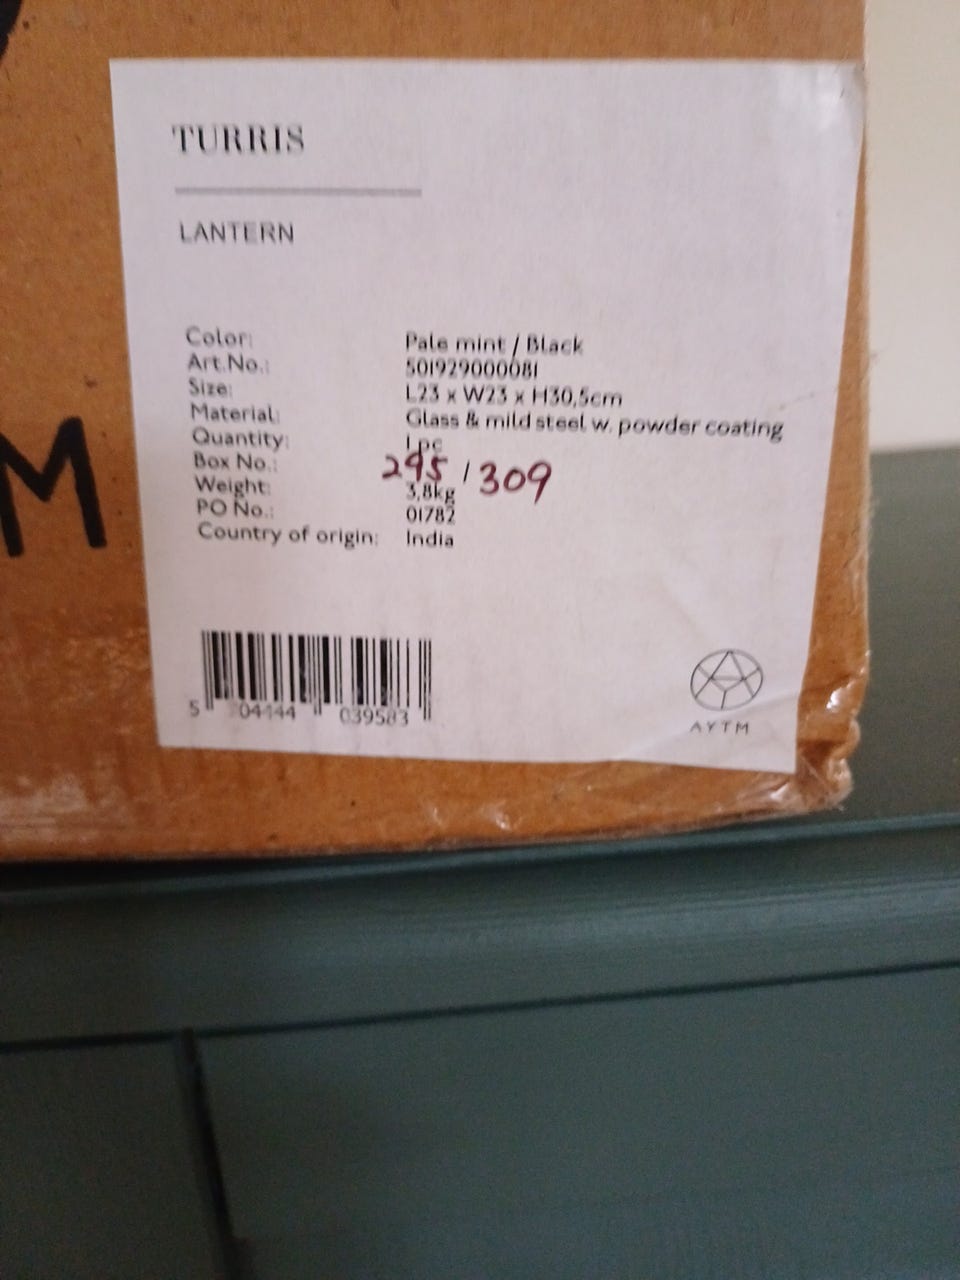 TURRIS
LANTERN
Color: Pale mint / Black
Art.No.: 501929000081
Size: L23 x W23 x H30,5cm
Material: Glass & mild steel w. powder coating
Quantity: 1 pc
Box No.: 295 / 309
Weight: 3,8kg
PO No.: 01782
Country of origin: India
039583
AYTM
M